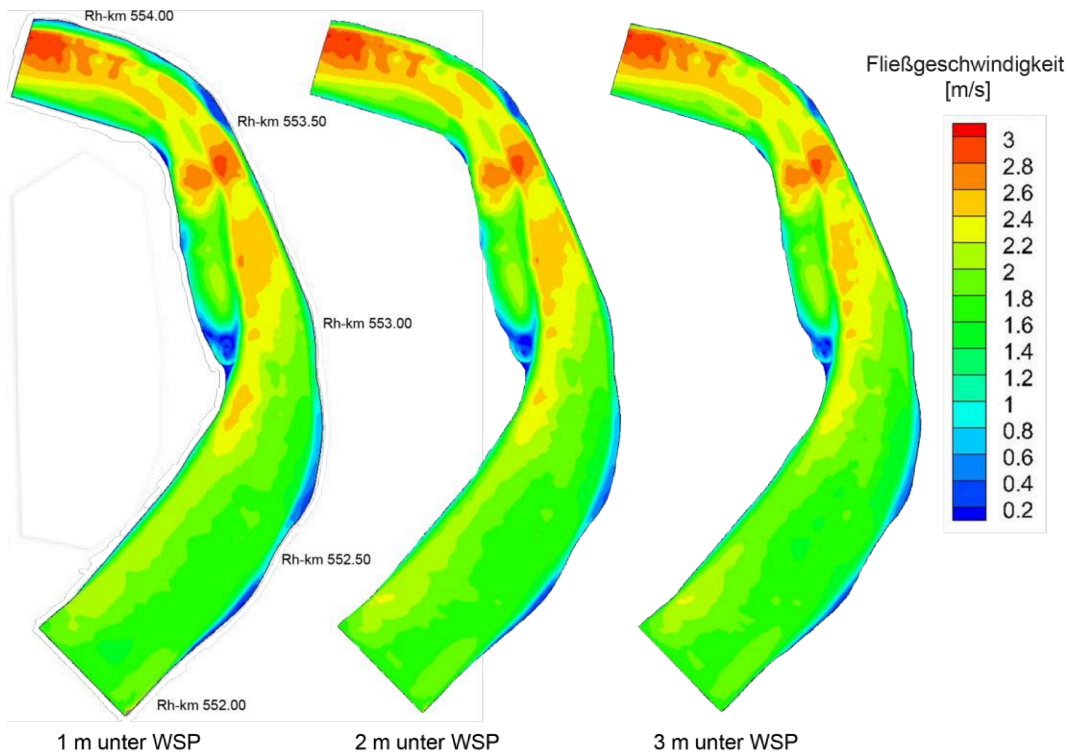 Rh-km 554.00
Rh-km 553.50
Rh-km 553.00
Rh-km 552.50
Rh-km 552.00
1 m unter WSP
2 m unter WSP
3 m unter WSP
Fließgeschwindigkeit
[m/s]
3
2.8
2.6
2.4
2.2
2
1.8
1.6
1.4
1.2
1
0.8
0.6
0.4
0.2